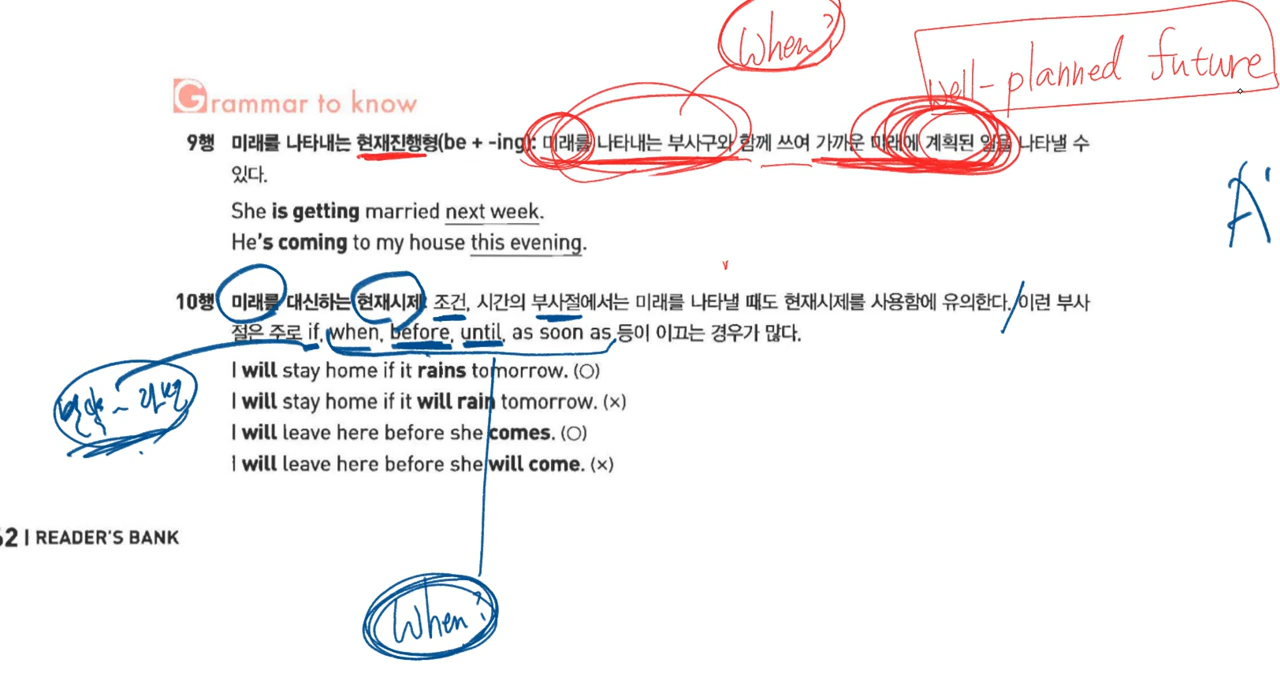 When?
well-planned future
Grammar to know
9행 미래를 나타내는 현재진행형(be + -ing): 미래를 나타내는 부사구와 함께 쓰여 가까운 미래에 계획된 일을 나타낼 수
있다.
She is getting married next week.
He's coming to my house this evening.
A'
10행 미래를 대신하는 현재시제: 조건, 시간의 부사절에서는 미래를 나타낼 때도 현재시제를 사용함에 유의한다. 이런 부사
절은 주로 if, when, before, until, as soon as 등이 이끄는 경우가 많다.
I will stay home if it rains tomorrow. (○)
I will stay home if it will rain tomorrow. (×)
I will leave here before she comes. (○)
I will leave here before she will come. (×)
만약 ~ 라면
62 | READER'S BANK
When?